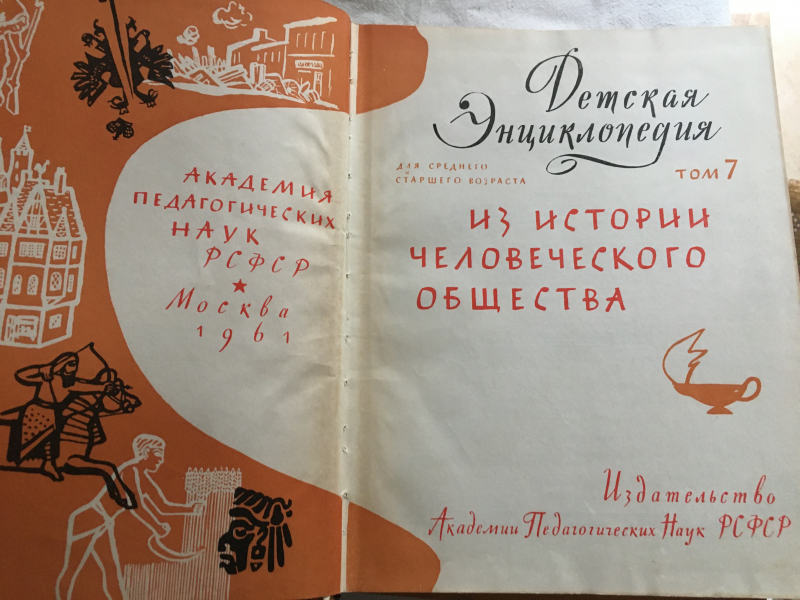 АКАДЕМИЯ
ПЕДАГОГИЧЕСКИХ
НАУК
РСФСР
Москва
1961
Детская
Энциклопедия
ДЛЯ СРЕДНЕГО
И
СТАРШЕГО ВОЗРАСТА
ТОМ 7
ИЗ ИСТОРИИ
ЧЕЛОВЕЧЕСКОГО
ОБЩЕСТВА
Издательство
Академии Педагогических Наук РСФСР